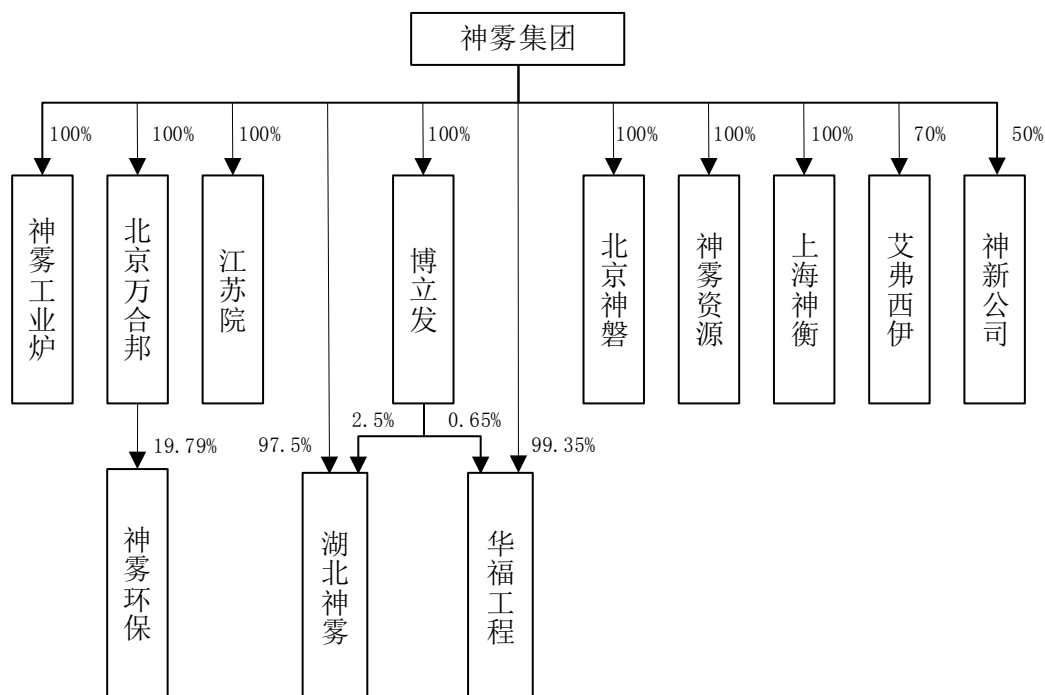 神雾集团
100%
100%
100%
100%
100%
100%
100%
70%
50%
神雾工业炉
北京万合邦
江苏院
博立发
北京神磐
神雾资源
上海神衡
艾弗西伊
神新公司
2.5%
0.65%
19.79%
97.5%
99.35%
神雾环保
湖北神雾
华福工程